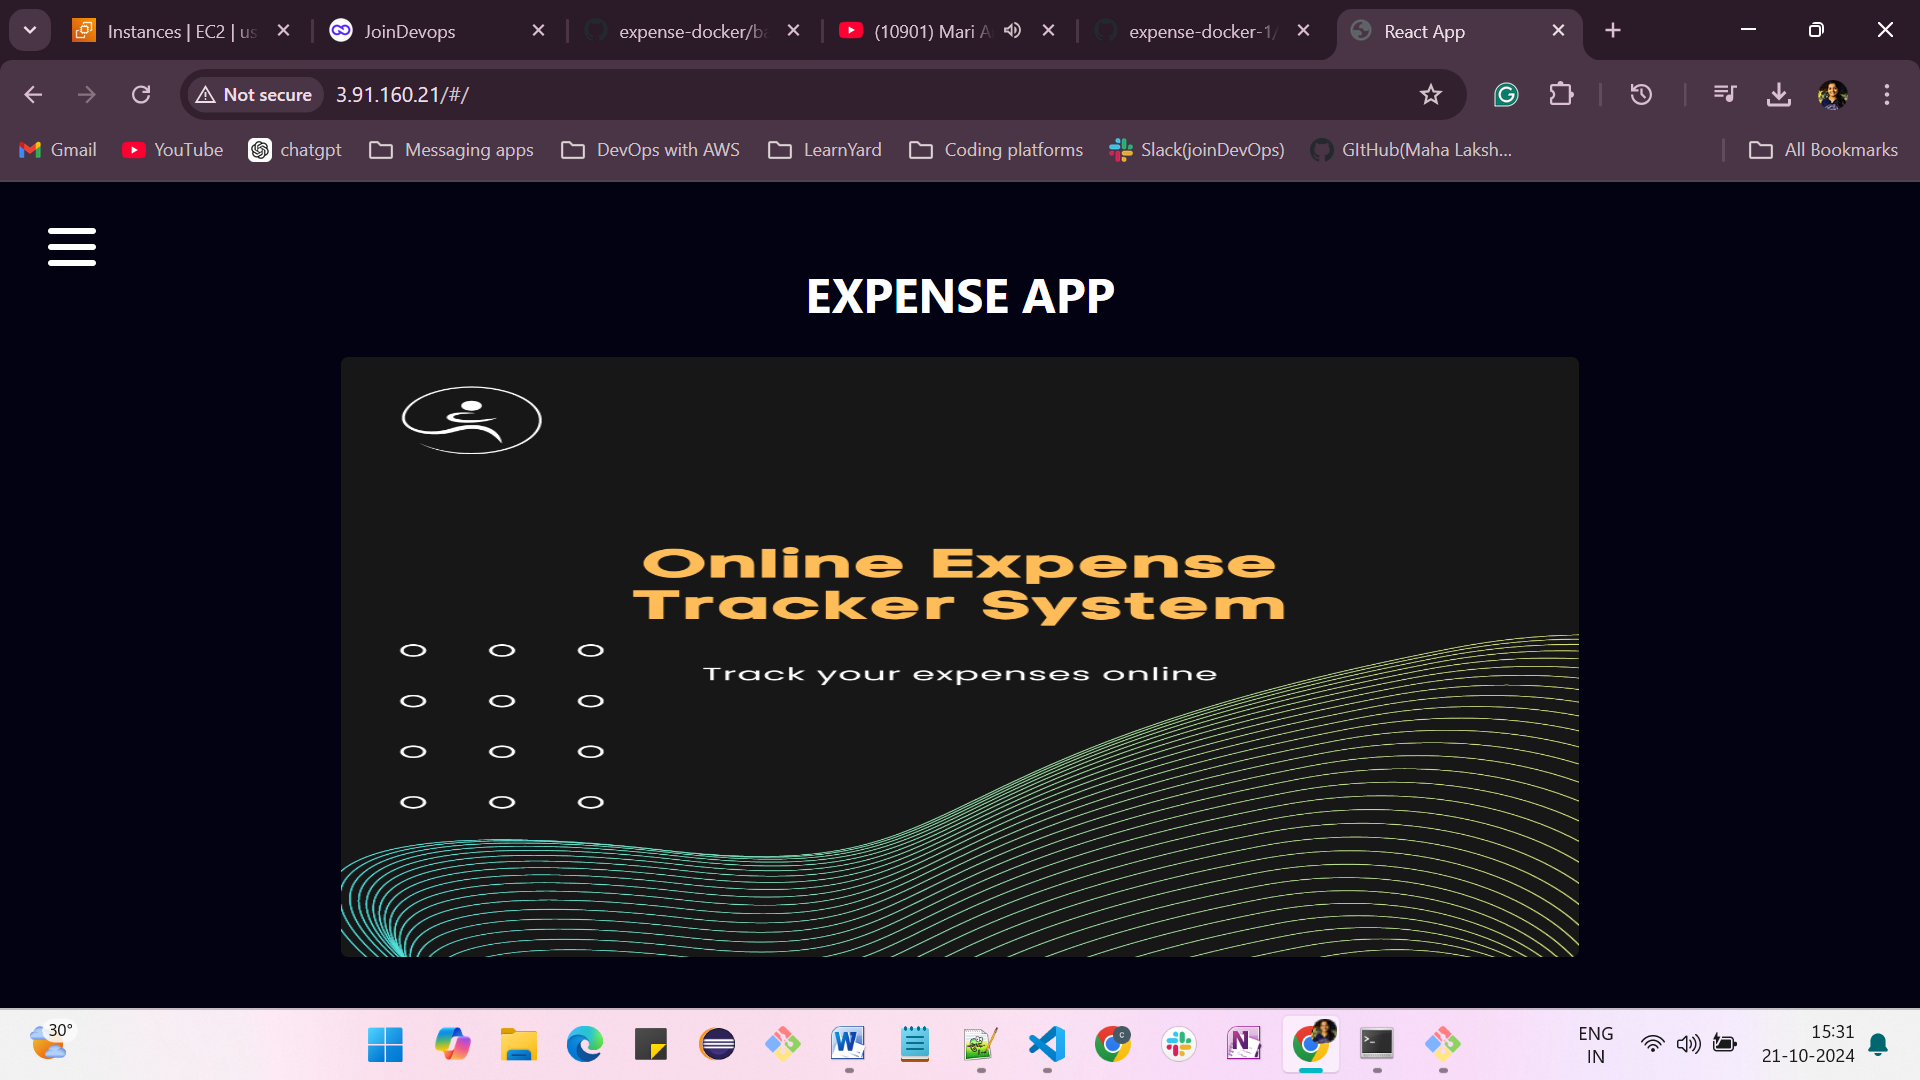 Instances | EC2 | us
JoinDevops
expense-docker/ba
(10901) Mari A
expense-docker-1/
React App
Not secure
3.91.160.21/#/
Gmail
YouTube
chatgpt
Messaging apps
DevOps with AWS
LearnYard
Coding platforms
Slack(joinDevOps)
GItHub(Maha Laksh...
All Bookmarks
EXPENSE APP
Online Expense
Tracker System
Track your expenses online
30°
ENG
IN
15:31
21-10-2024